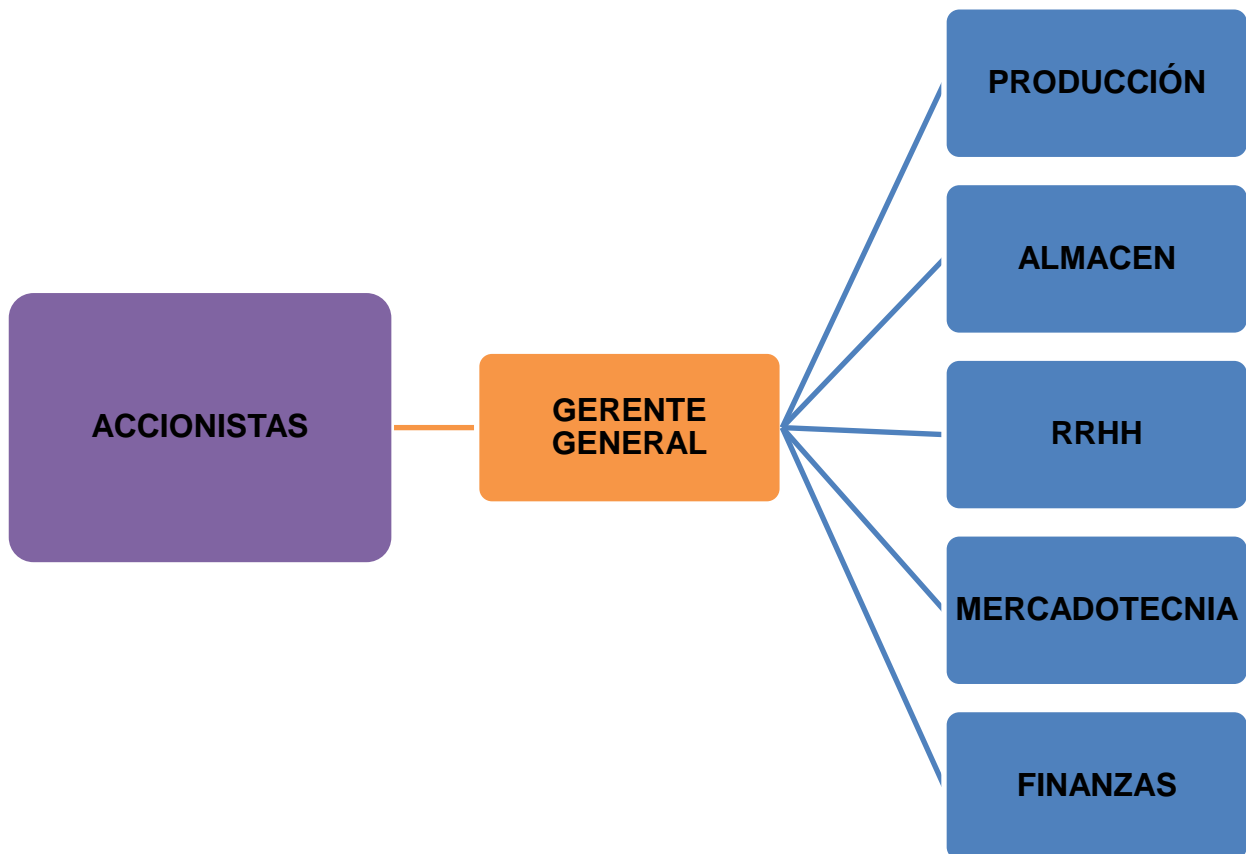 ACCIONISTAS
GERENTE
GENERAL
PRODUCCIÓN
ALMACEN
RRHH
MERCADOTECNIA
FINANZAS